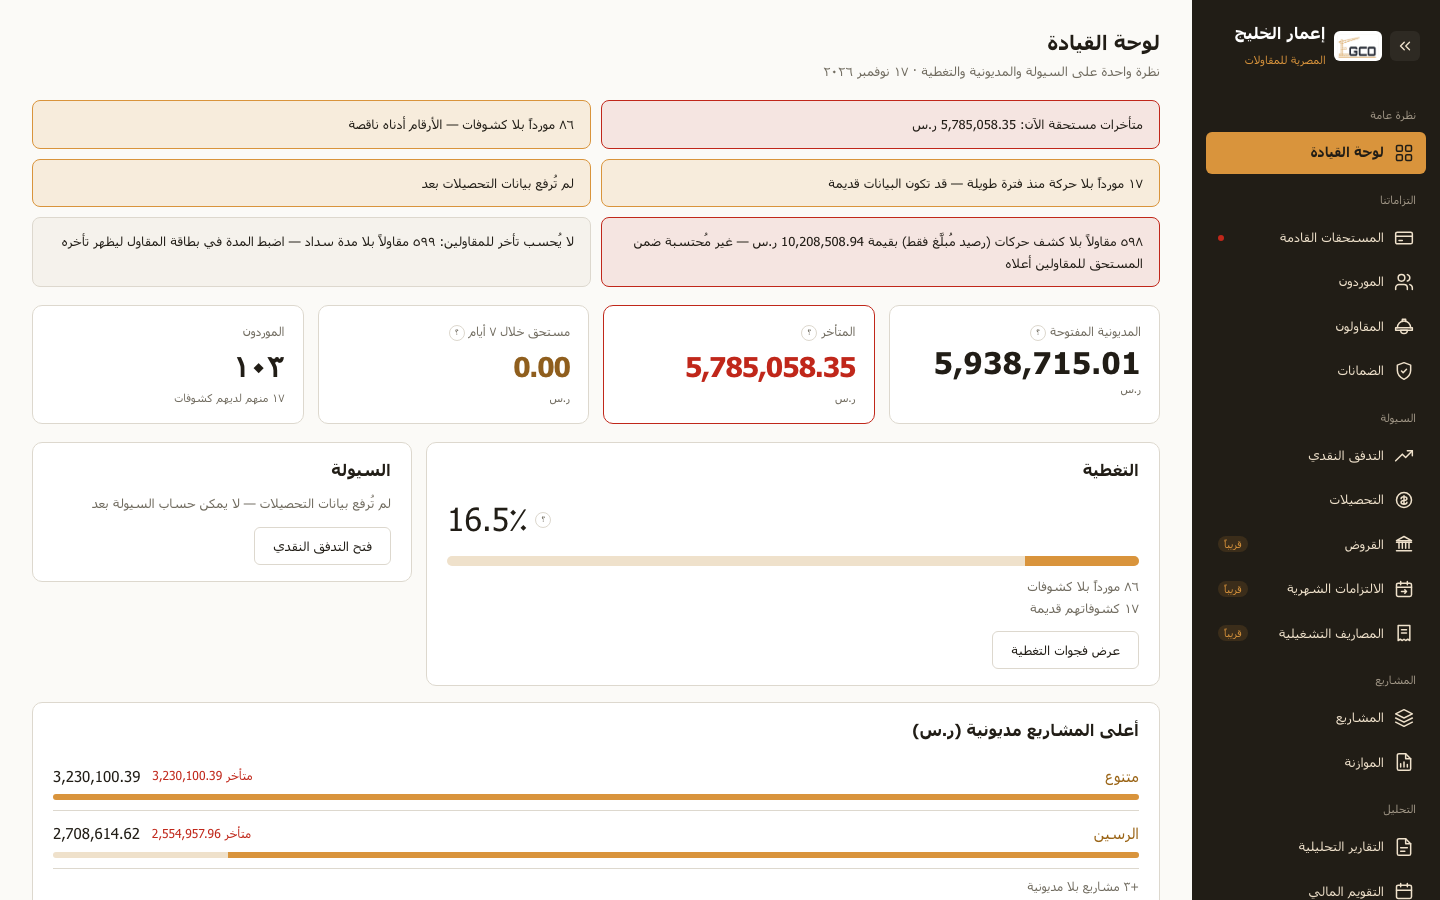 إعمار الخليج
المصرية للمقاولات
EGCO
نظرة عامة
لوحة القيادة
التزاماتنا
المستحقات القادمة
الموردون
المقاولون
الضمانات
السيولة
التدفق النقدي
التحصيلات
القروض
قريباً
الالتزامات الشهرية
قريباً
المصاريف التشغيلية
قريباً
المشاريع
المشاريع
الموازنة
التحليل
التقارير التحليلية
التقويم المالي
لوحة القيادة
نظرة واحدة على السيولة والمديونية والتغطية · ١٧ نوفمبر ٢٠٢٦
متأخرات مستحقة الآن: 5,785,058.35 ر.س
٨٦ مورداً بلا كشوفات — الأرقام أدناه ناقصة
١٧ مورداً بلا حركة منذ فترة طويلة — قد تكون البيانات قديمة
لم تُرفع بيانات التحصيلات بعد
٥٩٨ مقاولاً بلا كشف حركات (رصيد مُبلَّغ فقط) بقيمة 10,208,508.94 ر.س — غير مُحتسبة ضمن
المستحق للمقاولين أعلاه
لا يُحسب تأخر للمقاولين: ٥٩٩ مقاولاً بلا مدة سداد — اضبط المدة في بطاقة المقاول ليظهر تأخره
المديونية المفتوحة ؟
5,938,715.01
ر.س
المتأخر ؟
5,785,058.35
ر.س
مستحق خلال ٧ أيام ؟
0.00
ر.س
الموردون
١٠٣
١٧ منهم لديهم كشوفات
التغطية
16.5٪ ؟
٨٦ مورداً بلا كشوفات
١٧ كشوفاتهم قديمة
عرض فجوات التغطية
السيولة
لم تُرفع بيانات التحصيلات — لا يمكن حساب السيولة بعد
فتح التدفق النقدي
أعلى المشاريع مديونية (ر.س)
متنوع
متأخر 3,230,100.39
3,230,100.39
الرسين
متأخر 2,554,957.96
2,708,614.62
+٣ مشاريع بلا مديونية